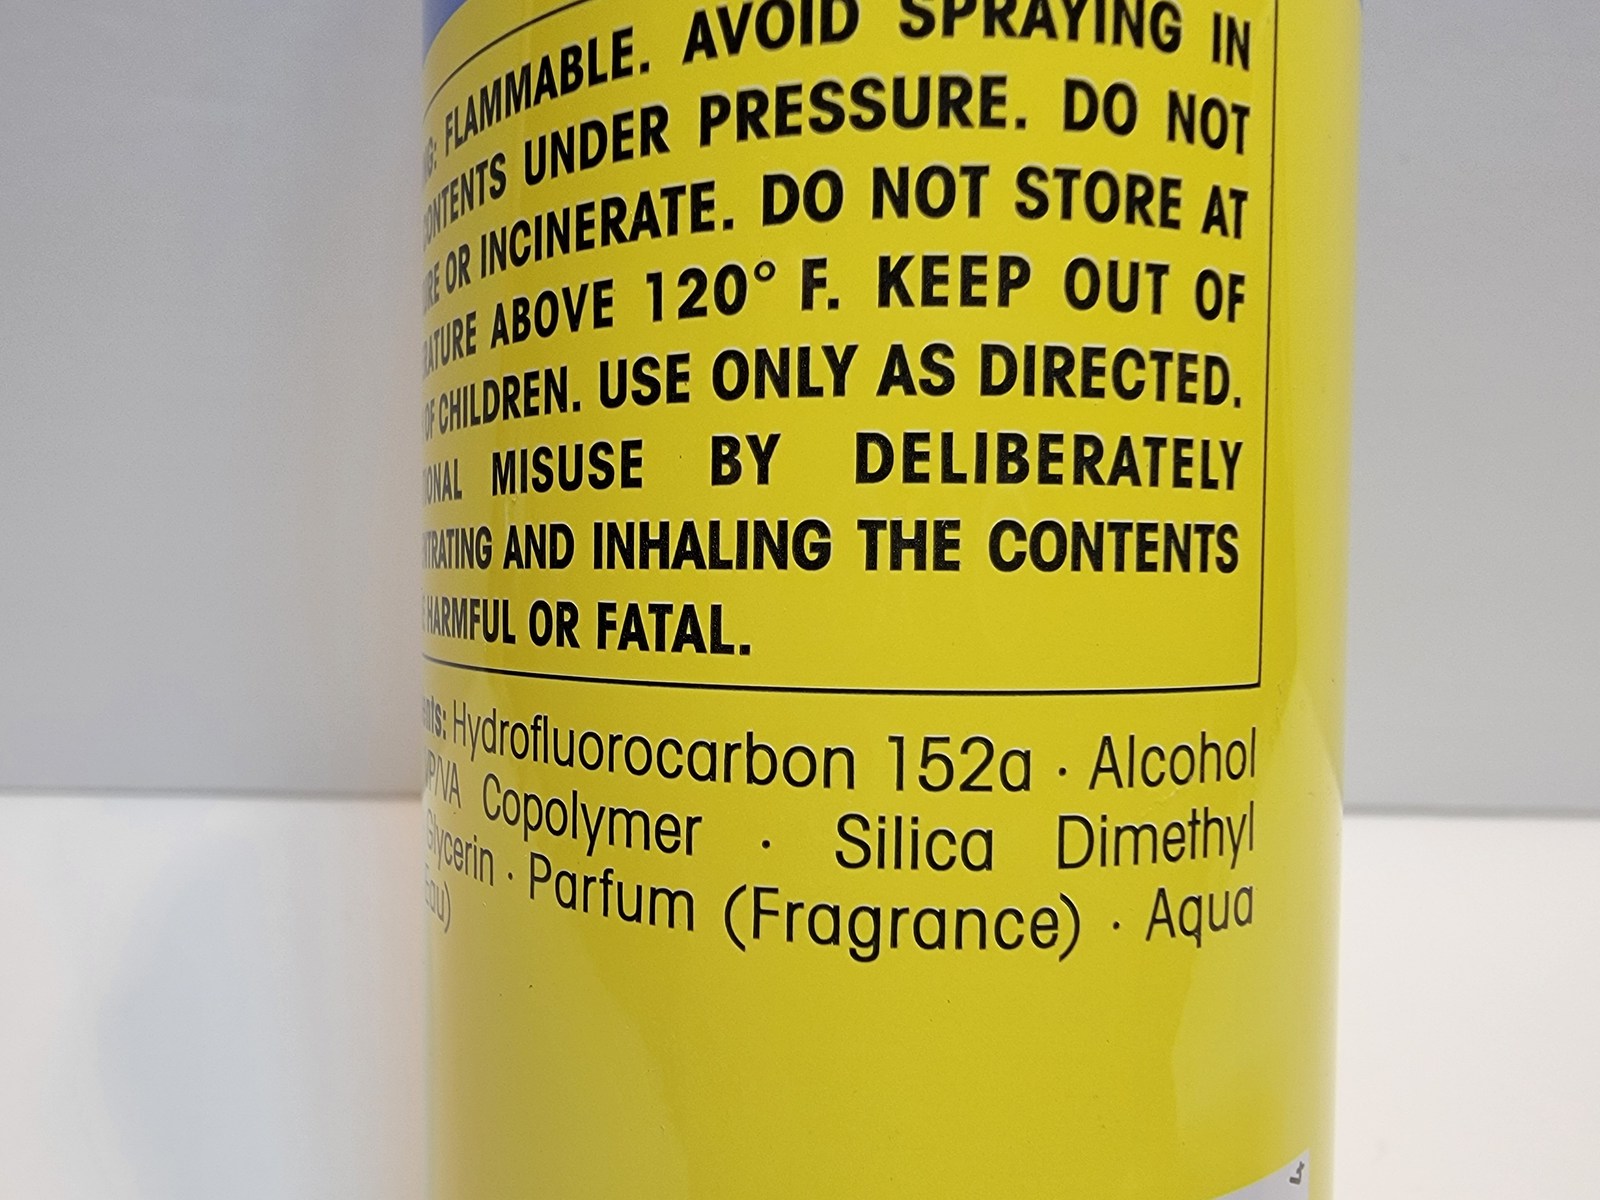 FLAMMABLE. AVOID SPRAYING IN
UNDER PRESSURE. DO NOT
OR INCINERATE. DO NOT STORE AT
ABOVE 120° F. KEEP OUT OF
OF CHILDREN. USE ONLY AS DIRECTED.
MISUSE BY DELIBERATELY
AND INHALING THE CONTENTS
HARMFUL OR FATAL.
Hydrofluorocarbon 152a · Alcohol
Copolymer · Silica Dimethyl
Glycerin · Parfum (Fragrance) · Aqua